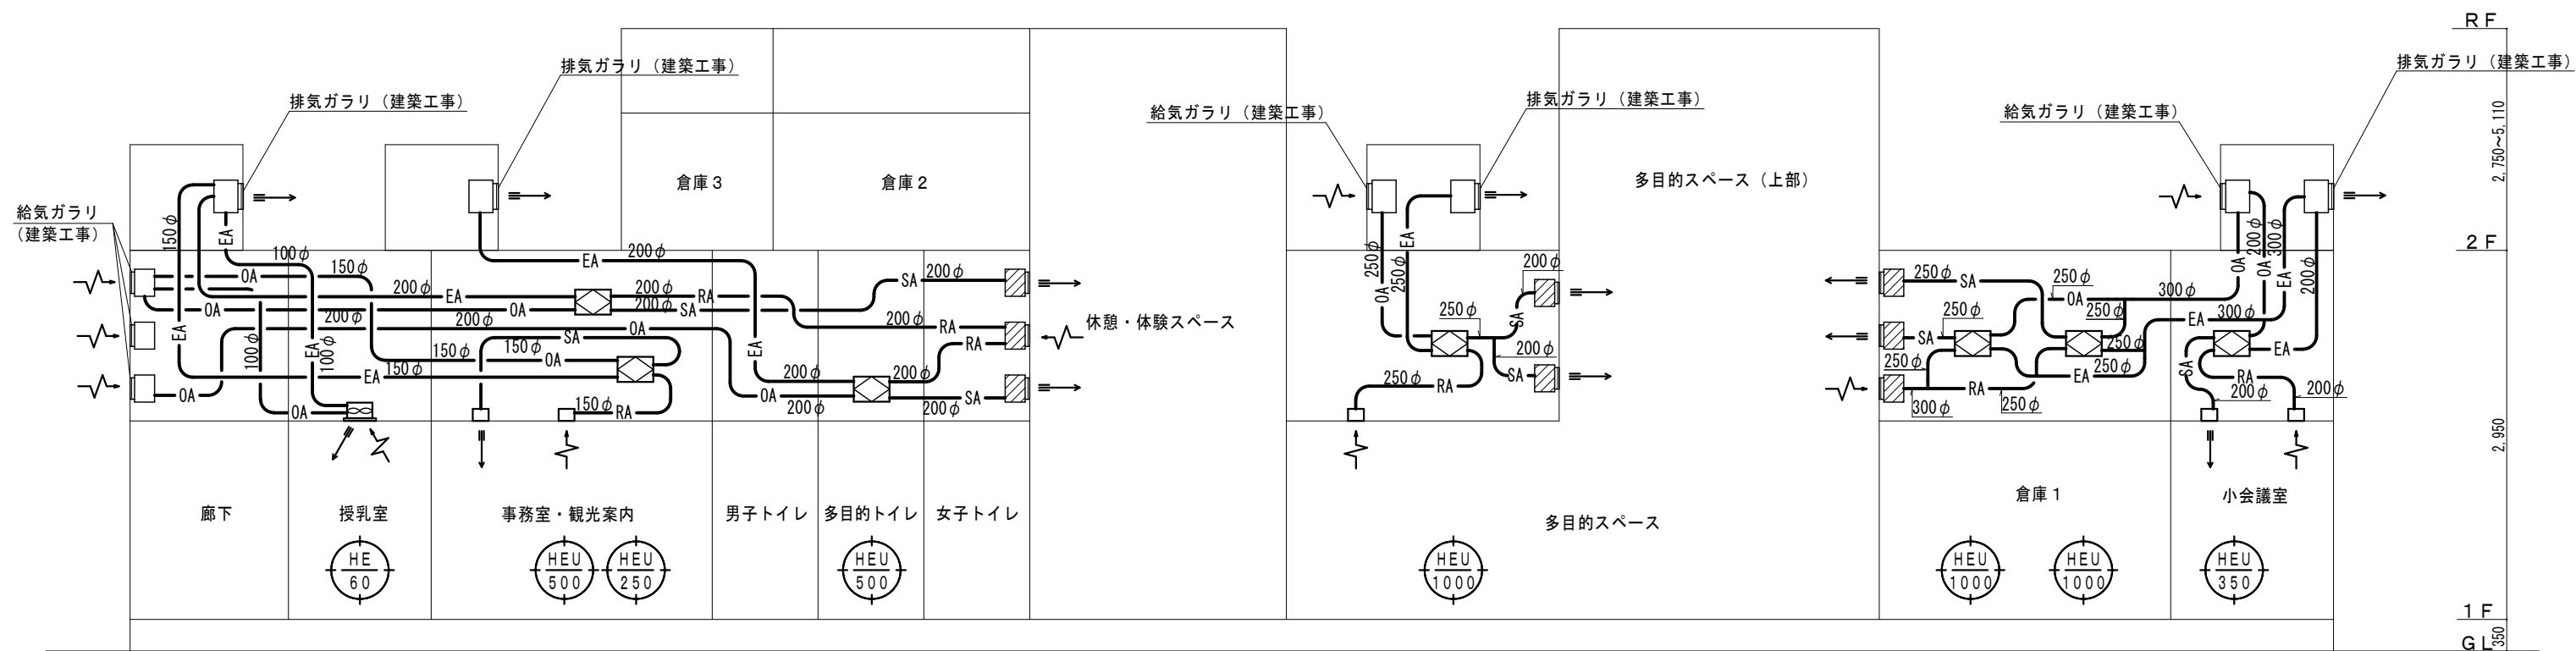 RF
排気ガラリ（建築工事）
排気ガラリ（建築工事）
排気ガラリ（建築工事）
給気ガラリ（建築工事）
排気ガラリ（建築工事）
給気ガラリ（建築工事）
2,750～5,110
倉庫３
倉庫２
多目的スペース（上部）
給気ガラリ
（建築工事）
150φ
EA
100φ
150φ
OA
200φ
EA
OA
200φ
EA
200φ
200φ
RA
200φ
SA
SA
200φ
EA
100φ
EA
100φ
200φ
OA
SA
150φ
150φ
OA
EA
150φ
OA
OA
150φ
RA
EA
200φ
OA
200φ
200φ
200φ
RA
RA
200φ
SA
休憩・体験スペース
250φ
OA
EA
250φ
250φ
RA
250φ
200φ
SA
200φ
SA
250φ
SA
250φ
SA
250φ
300φ
RA
250φ
250φ
OA
250φ
300φ
250φ
250φ
EA
EA
300φ
OA
200φ
OA
300φ
EA
200φ
EA
SA
RA
200φ
200φ
2F
2,950
廊下
授乳室
事務室・観光案内
男子トイレ
多目的トイレ
女子トイレ
多目的スペース
倉庫１
小会議室
HE
60
HEU
500
HEU
250
HEU
500
HEU
1000
HEU
1000
HEU
1000
HEU
350
1F
350
GL